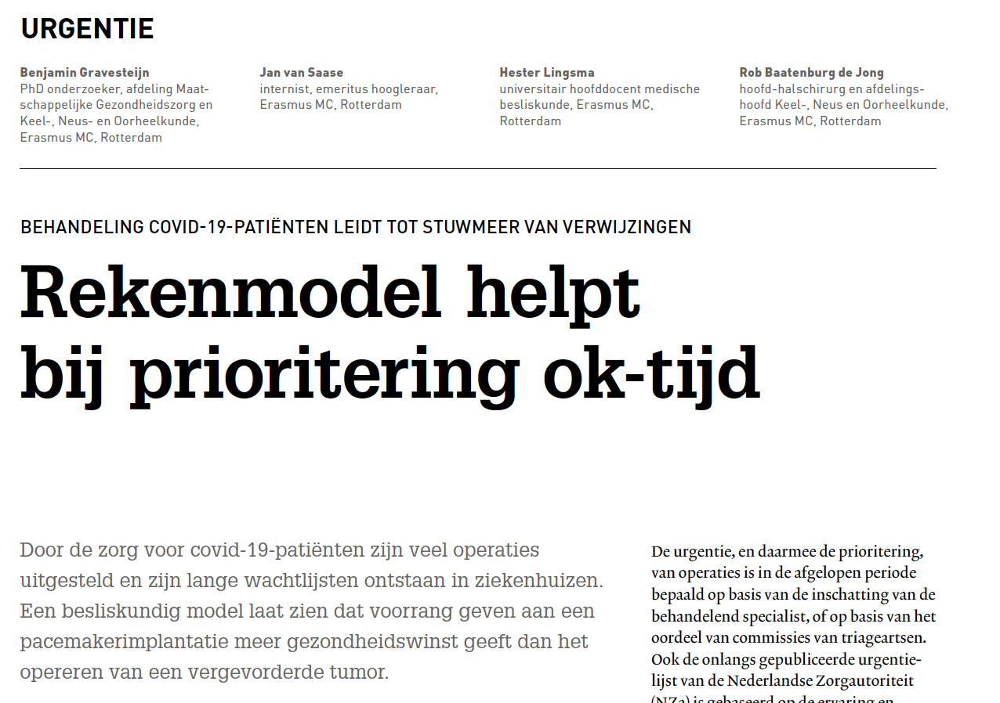 URGENTIE
Benjamin Gravesteijn
PhD onderzoeker, afdeling Maat-
schappelijke Gezondheidszorg en
Keel-, Neus- en Oorheelkunde,
Erasmus MC, Rotterdam
Jan van Saase
internist, emeritus hoogleraar,
Erasmus MC, Rotterdam
Hester Lingsma
universitair hoofddocent medische
besliskunde, Erasmus MC,
Rotterdam
Rob Baatenburg de Jong
hoofd-halschirurg en afdelings-
hoofd Keel-, Neus en Oorheelkunde,
Erasmus MC, Rotterdam
BEHANDELING COVID-19-PATIËNTEN LEIDT TOT STUWMEER VAN VERWIJZINGEN
Rekenmodel helpt
bij prioritering ok-tijd
Door de zorg voor covid-19-patiënten zijn veel operaties
uitgesteld en zijn lange wachtlijsten ontstaan in ziekenhuizen.
Een besliskundig model laat zien dat voorrang geven aan een
pacemakerimplantatie meer gezondheidswinst geeft dan het
opereren van een vergevorderde tumor.
De urgentie, en daarmee de prioritering,
van operaties is in de afgelopen periode
bepaald op basis van de inschatting van de
behandelend specialist, of op basis van het
oordeel van commissies van triageartsen.
Ook de onlangs gepubliceerde urgentie-
lijst van de Nederlandse Zorgautoriteit
(NZa) is gebaseerd op de ervaring en